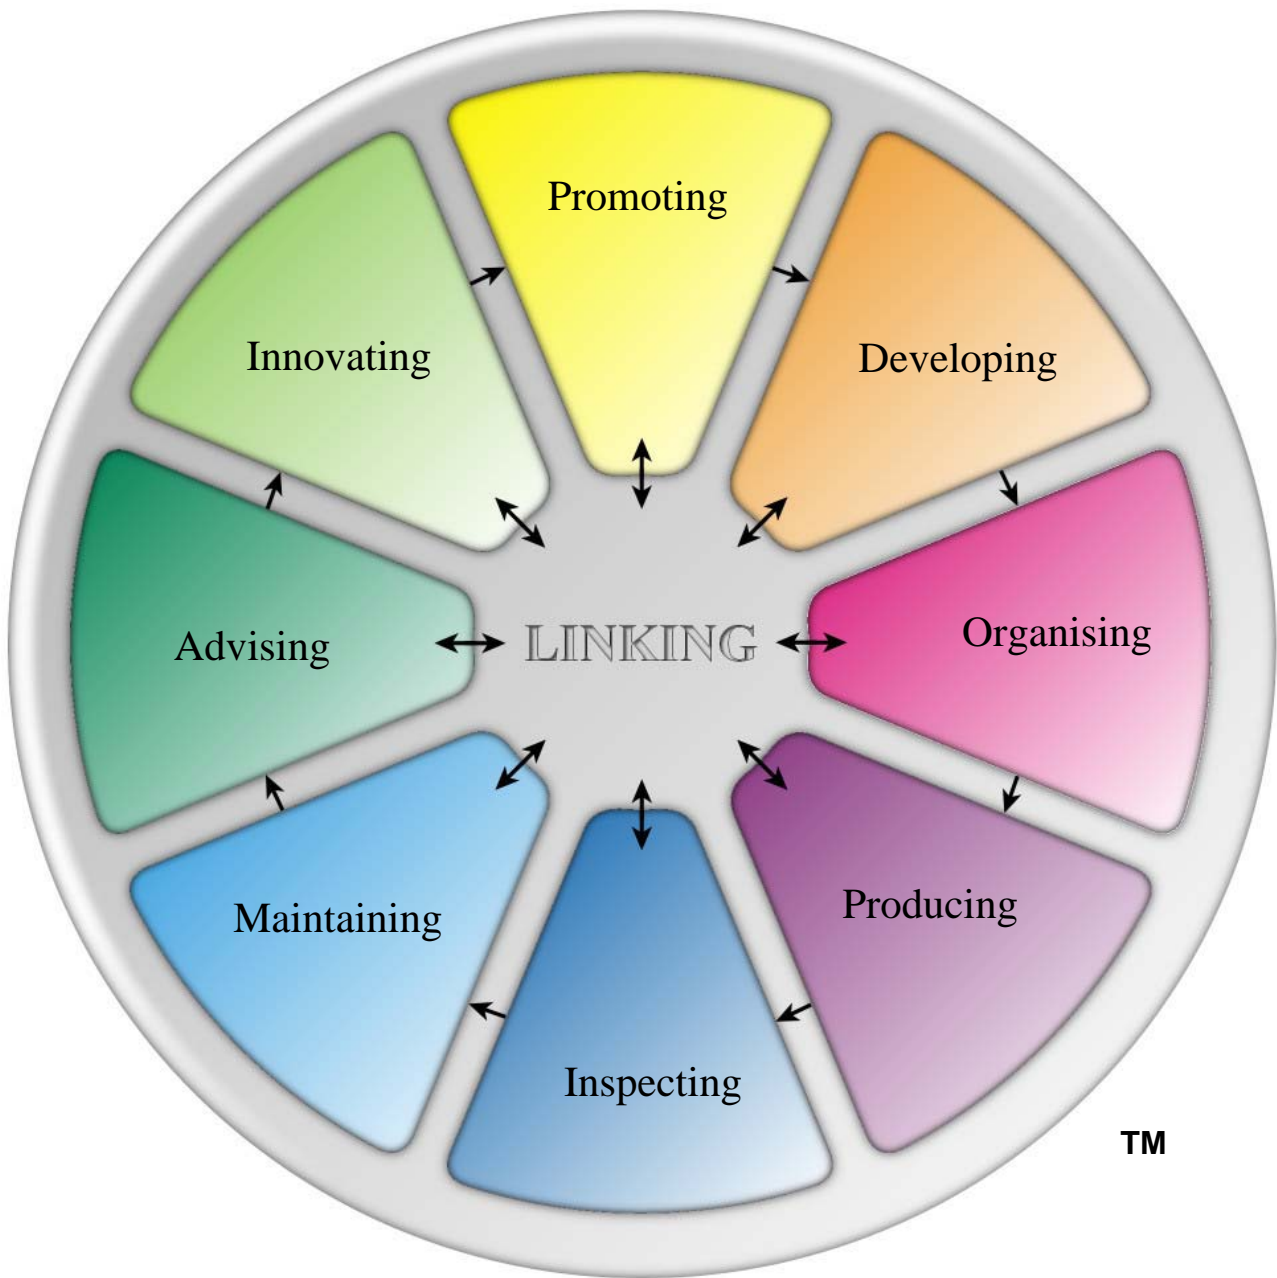 Promoting
Innovating
Developing
Advising
LINKING
Organising
Maintaining
Producing
Inspecting
TM